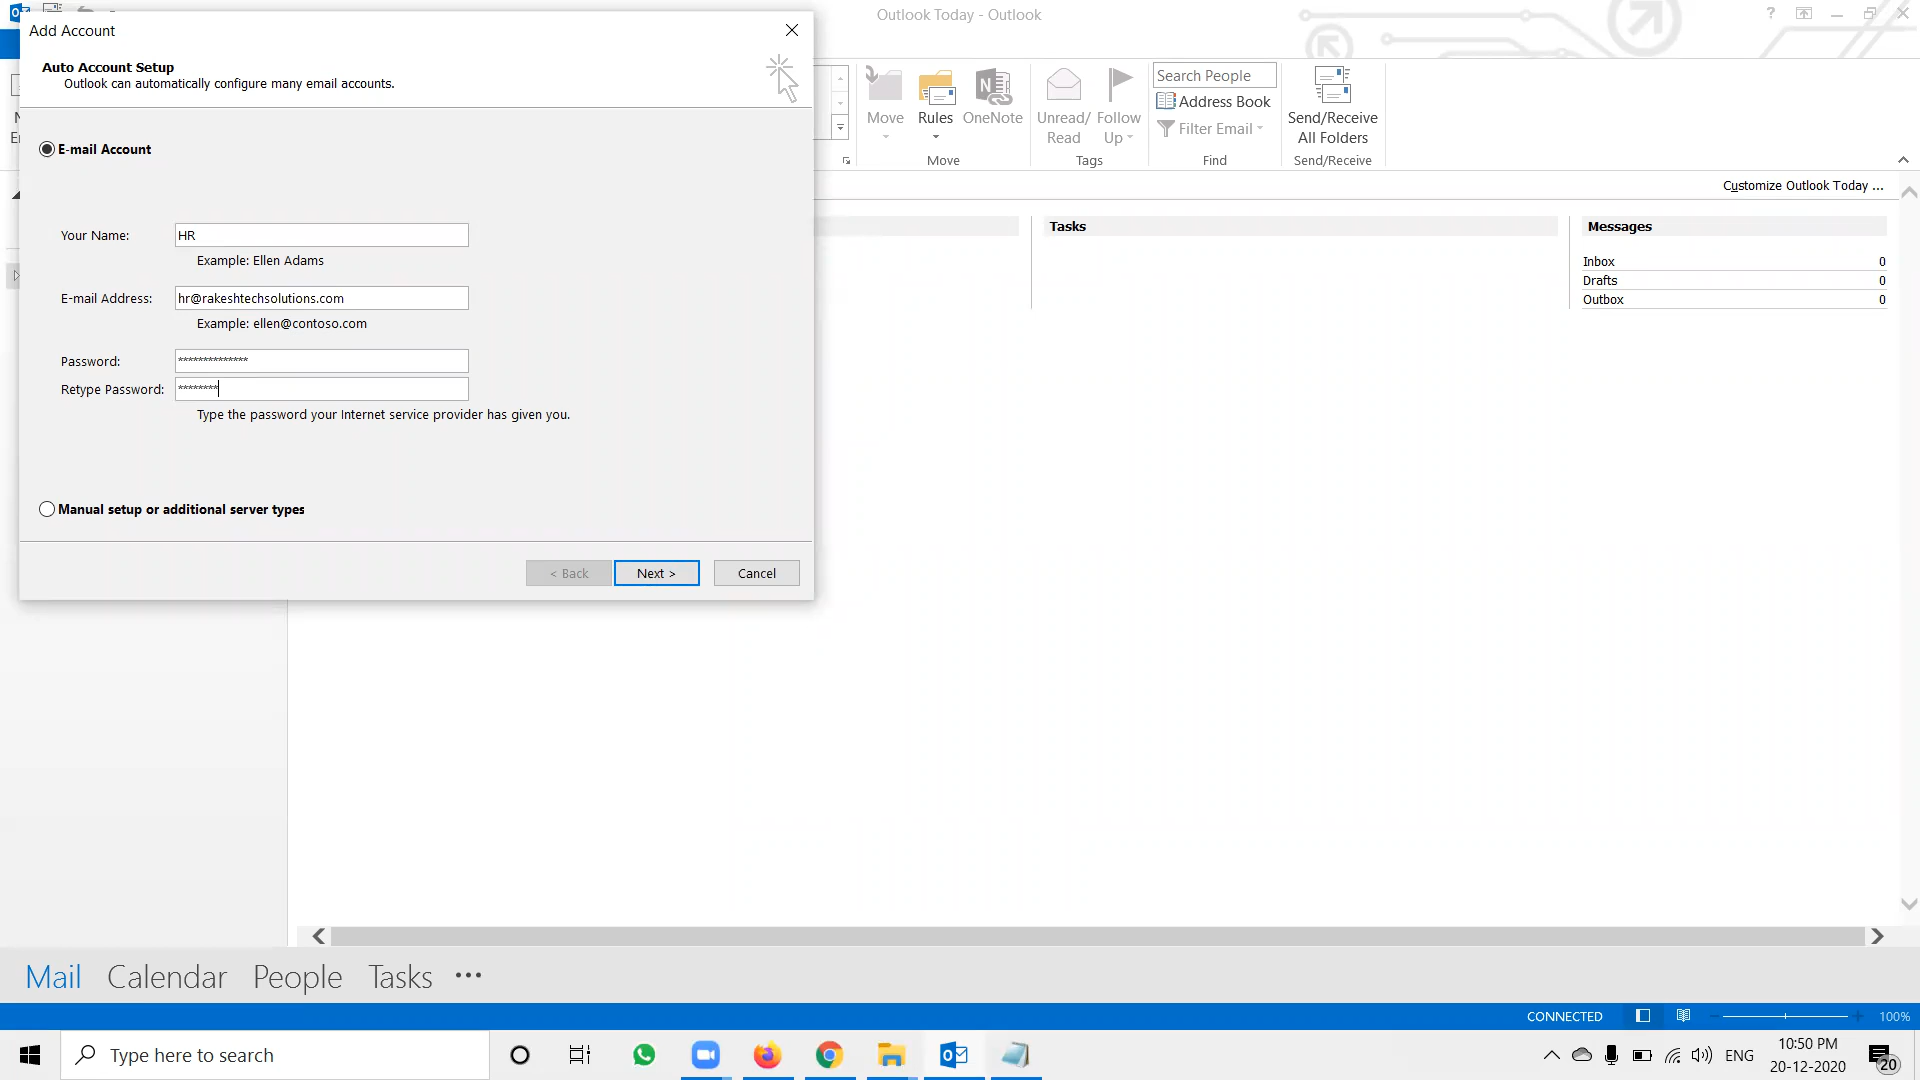 Outlook Today - Outlook
Add Account
Auto Account Setup
Outlook can automatically configure many email accounts.
E-mail Account
Your Name: HR
Example: Ellen Adams
E-mail Address: hr@rakeshtechsolutions.com
Example: ellen@contoso.com
Password: **************
Retype Password: ********
Type the password your Internet service provider has given you.
Manual setup or additional server types
< Back Next > Cancel
Move
Rules
OneNote
Move
Unread/
Read
Follow
Up
Tags
Search People
Address Book
Filter Email
Find
Send/Receive
All Folders
Send/Receive
Customize Outlook Today ...
Tasks
Messages
Inbox 0
Drafts 0
Outbox 0
Mail Calendar People Tasks •••
CONNECTED 100%
Type here to search
ENG
10:50 PM
20-12-2020
20